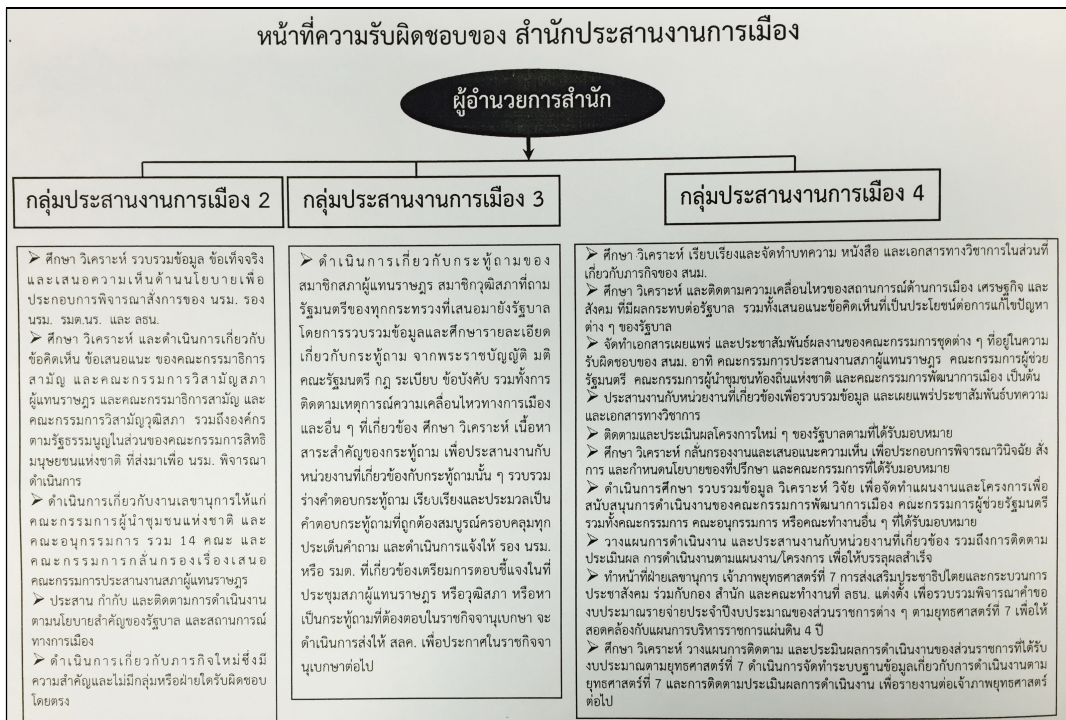 หน้าที่ความรับผิดชอบของ สำนักประสานงานการเมือง
ผู้อำนวยการสำนัก
กลุ่มประสานงานการเมือง 2
➢ ศึกษา วิเคราะห์ รวบรวมข้อมูล ข้อเท็จจริง
และเสนอความเห็นด้านนโยบายเพื่อ
ประกอบการพิจารณาสั่งการของ นรม. รอง
นรม. รมต.นร. และ ลธน.
➢ ศึกษา วิเคราะห์ และดำเนินการเกี่ยวกับ
ข้อคิดเห็น ข้อเสนอแนะ ของคณะกรรมาธิการ
สามัญ และคณะกรรมการวิสามัญสภา
ผู้แทนราษฎร และคณะกรรมาธิการสามัญ และ
คณะกรรมการวิสามัญวุฒิสภา รวมถึงองค์กร
ตามรัฐธรรมนูญในส่วนของคณะกรรมการสิทธิ
มนุษยชนแห่งชาติ ที่ส่งมาเพื่อ นรม. พิจารณา
ดำเนินการ
➢ ดำเนินการเกี่ยวกับงานเลขานุการให้แก่
คณะกรรมการผู้นำชุมชนแห่งชาติ และ
คณะอนุกรรมการ รวม 14 คณะ และ
คณะกรรมการกลั่นกรองเรื่องเสนอ
คณะกรรมการประสานงานสภาผู้แทนราษฎร
➢ ประสาน กำกับ และติดตามการดำเนินงาน
ตามนโยบายสำคัญของรัฐบาล และสถานการณ์
ทางการเมือง
➢ ดำเนินการเกี่ยวกับภารกิจใหม่ซึ่งมี
ความสำคัญและไม่มีกลุ่มหรือฝ่ายใดรับผิดชอบ
โดยตรง
กลุ่มประสานงานการเมือง 3
➢ ดำเนินการเกี่ยวกับกระทู้ถามของ
สมาชิกสภาผู้แทนราษฎร สมาชิกวุฒิสภาที่ถาม
รัฐมนตรีของทุกกระทรวงที่เสนอมายังรัฐบาล
โดยการรวบรวมข้อมูลและศึกษารายละเอียด
เกี่ยวกับกระทู้ถาม จากพระราชบัญญัติ มติ
คณะรัฐมนตรี กฎ ระเบียบ ข้อบังคับ รวมทั้งการ
ติดตามเหตุการณ์ความเคลื่อนไหวทางการเมือง
และอื่น ๆ ที่เกี่ยวข้อง ศึกษา วิเคราะห์ เนื้อหา
สาระสำคัญของกระทู้ถาม เพื่อประสานงานกับ
หน่วยงานที่เกี่ยวข้องกับกระทู้ถามนั้น ๆ รวบรวม
ร่างคำตอบกระทู้ถาม เรียบเรียงและประมวลเป็น
คำตอบกระทู้ถามที่ถูกต้องสมบูรณ์ครอบคลุมทุก
ประเด็นคำถาม และดำเนินการแจ้งให้ รอง นรม.
หรือ รมต. ที่เกี่ยวข้องเตรียมการตอบชี้แจงในที่
ประชุมสภาผู้แทนราษฎร หรือวุฒิสภา หรือหา
เป็นกระทู้ถามที่ต้องตอบในราชกิจจานุเบกษา จะ
ดำเนินการส่งให้ สลค. เพื่อประกาศในราชกิจจา
นุเบกษาต่อไป
กลุ่มประสานงานการเมือง 4
➢ ศึกษา วิเคราะห์ เรียบเรียงและจัดทำบทความ หนังสือ และเอกสารทางวิชาการในส่วนที่
เกี่ยวกับภารกิจของ สนม.
➢ ศึกษา วิเคราะห์ และติดตามความเคลื่อนไหวของสถานการณ์ด้านการเมือง เศรษฐกิจ และ
สังคม ที่มีผลกระทบต่อรัฐบาล รวมทั้งเสนอแนะข้อคิดเห็นที่เป็นประโยชน์ต่อการแก้ไขปัญหา
ต่าง ๆ ของรัฐบาล
➢ จัดทำเอกสารเผยแพร่ และประชาสัมพันธ์ผลงานของคณะกรรมการชุดต่าง ๆ ที่อยู่ในความ
รับผิดชอบของ สนม. อาทิ คณะกรรมการประสานงานสภาผู้แทนราษฎร คณะกรรมการผู้ช่วย
รัฐมนตรี คณะกรรมการผู้นำชุมชนท้องถิ่นแห่งชาติ และคณะกรรมการพัฒนาการเมือง เป็นต้น
➢ ประสานงานกับหน่วยงานที่เกี่ยวข้องเพื่อรวบรวมข้อมูล และเผยแพร่ประชาสัมพันธ์บทความ
และเอกสารทางวิชาการ
➢ ติดตามและประเมินผลโครงการใหม่ ๆ ของรัฐบาลตามที่ได้รับมอบหมาย
➢ ศึกษา วิเคราะห์ กลั่นกรองงานและเสนอแนะความเห็น เพื่อประกอบการพิจารณาวินิจฉัย สั่ง
การ และกำหนดนโยบายของที่ปรึกษา และคณะกรรมการที่ได้รับมอบหมาย
➢ ดำเนินการศึกษา รวบรวมข้อมูล วิเคราะห์ วิจัย เพื่อจัดทำแผนงานและโครงการเพื่อ
สนับสนุนการดำเนินงานของคณะกรรมการพัฒนาการเมือง คณะกรรมการผู้ช่วยรัฐมนตรี
รวมทั้งคณะกรรมการ คณะอนุกรรมการ หรือคณะทำงานอื่น ๆ ที่ได้รับมอบหมาย
➢ วางแผนการดำเนินงาน และประสานงานกับหน่วยงานที่เกี่ยวข้อง รวมถึงการติดตาม
ประเมินผล การดำเนินงานตามแผนงาน/โครงการ เพื่อให้บรรลุผลสำเร็จ
➢ ทำหน้าที่ฝ่ายเลขานุการ เจ้าภาพยุทธศาสตร์ที่ 7 การส่งเสริมประชาธิปไตยและกระบวนการ
ประชาสังคม ร่วมกับกอง สำนัก และคณะทำงานที่ ลธน. แต่งตั้ง เพื่อรวบรวมพิจารณาคำขอ
งบประมาณรายจ่ายประจำปีงบประมาณของส่วนราชการต่าง ๆ ตามยุทธศาสตร์ที่ 7 เพื่อให้
สอดคล้องกับแผนการบริหารราชการแผ่นดิน 4 ปี
➢ ศึกษา วิเคราะห์ วางแผนการติดตาม และประเมินผลการดำเนินงานของส่วนราชการที่ได้รับ
งบประมาณตามยุทธศาสตร์ที่ 7 ดำเนินการจัดทำระบบฐานข้อมูลเกี่ยวกับการดำเนินงานตาม
ยุทธศาสตร์ที่ 7 และการติดตามประเมินผลการดำเนินงาน เพื่อรายงานต่อเจ้าภาพยุทธศาสตร์
ต่อไป